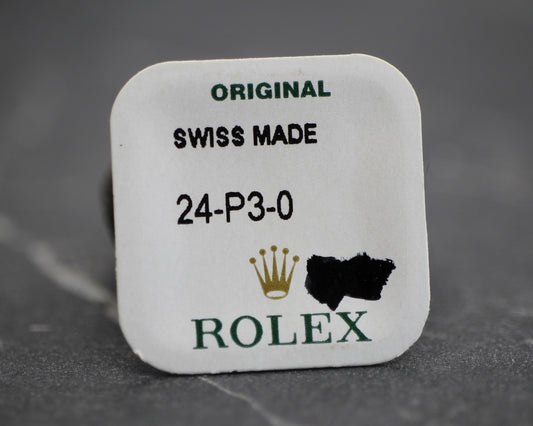 ORIGINAL
SWISS MADE
24-P3-0
ROLEX